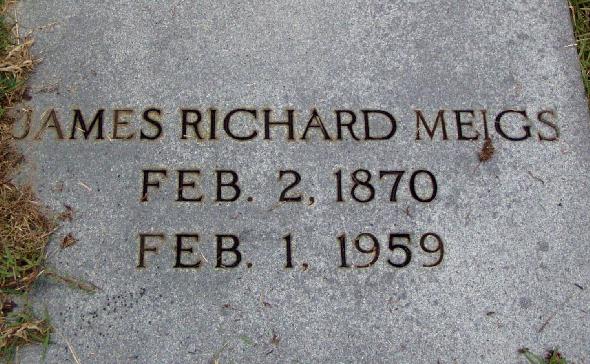 JAMES RICHARD MEIGS
FEB. 2, 1870
FEB. 1, 1959